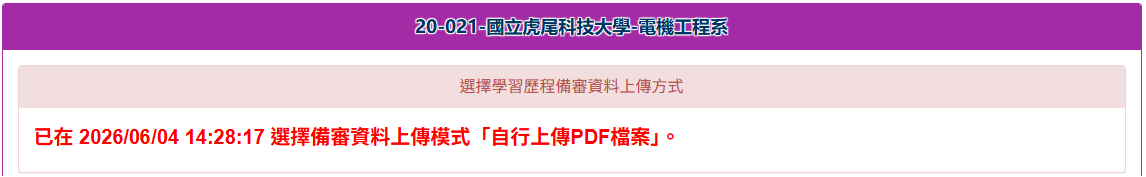 20-021-國立虎尾科技大學-電機工程系
選擇學習歷程備審資料上傳方式
已在 2026/06/04 14:28:17 選擇備審資料上傳模式「自行上傳PDF檔案」。